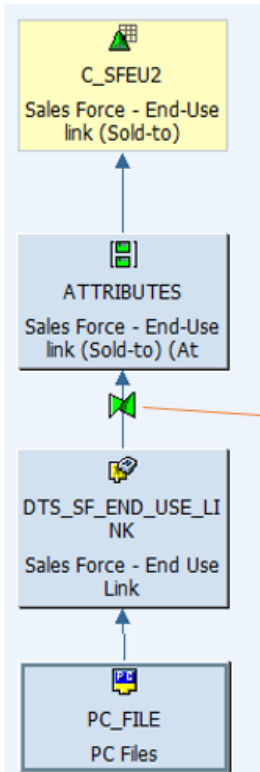 C_SFEU2
Sales Force - End-Use
link (Sold-to)
ATTRIBUTES
Sales Force - End-Use
link (Sold-to) (At
DTS_SF_END_USE_LI
NK
Sales Force - End Use
Link
PC
PC_FILE
PC Files